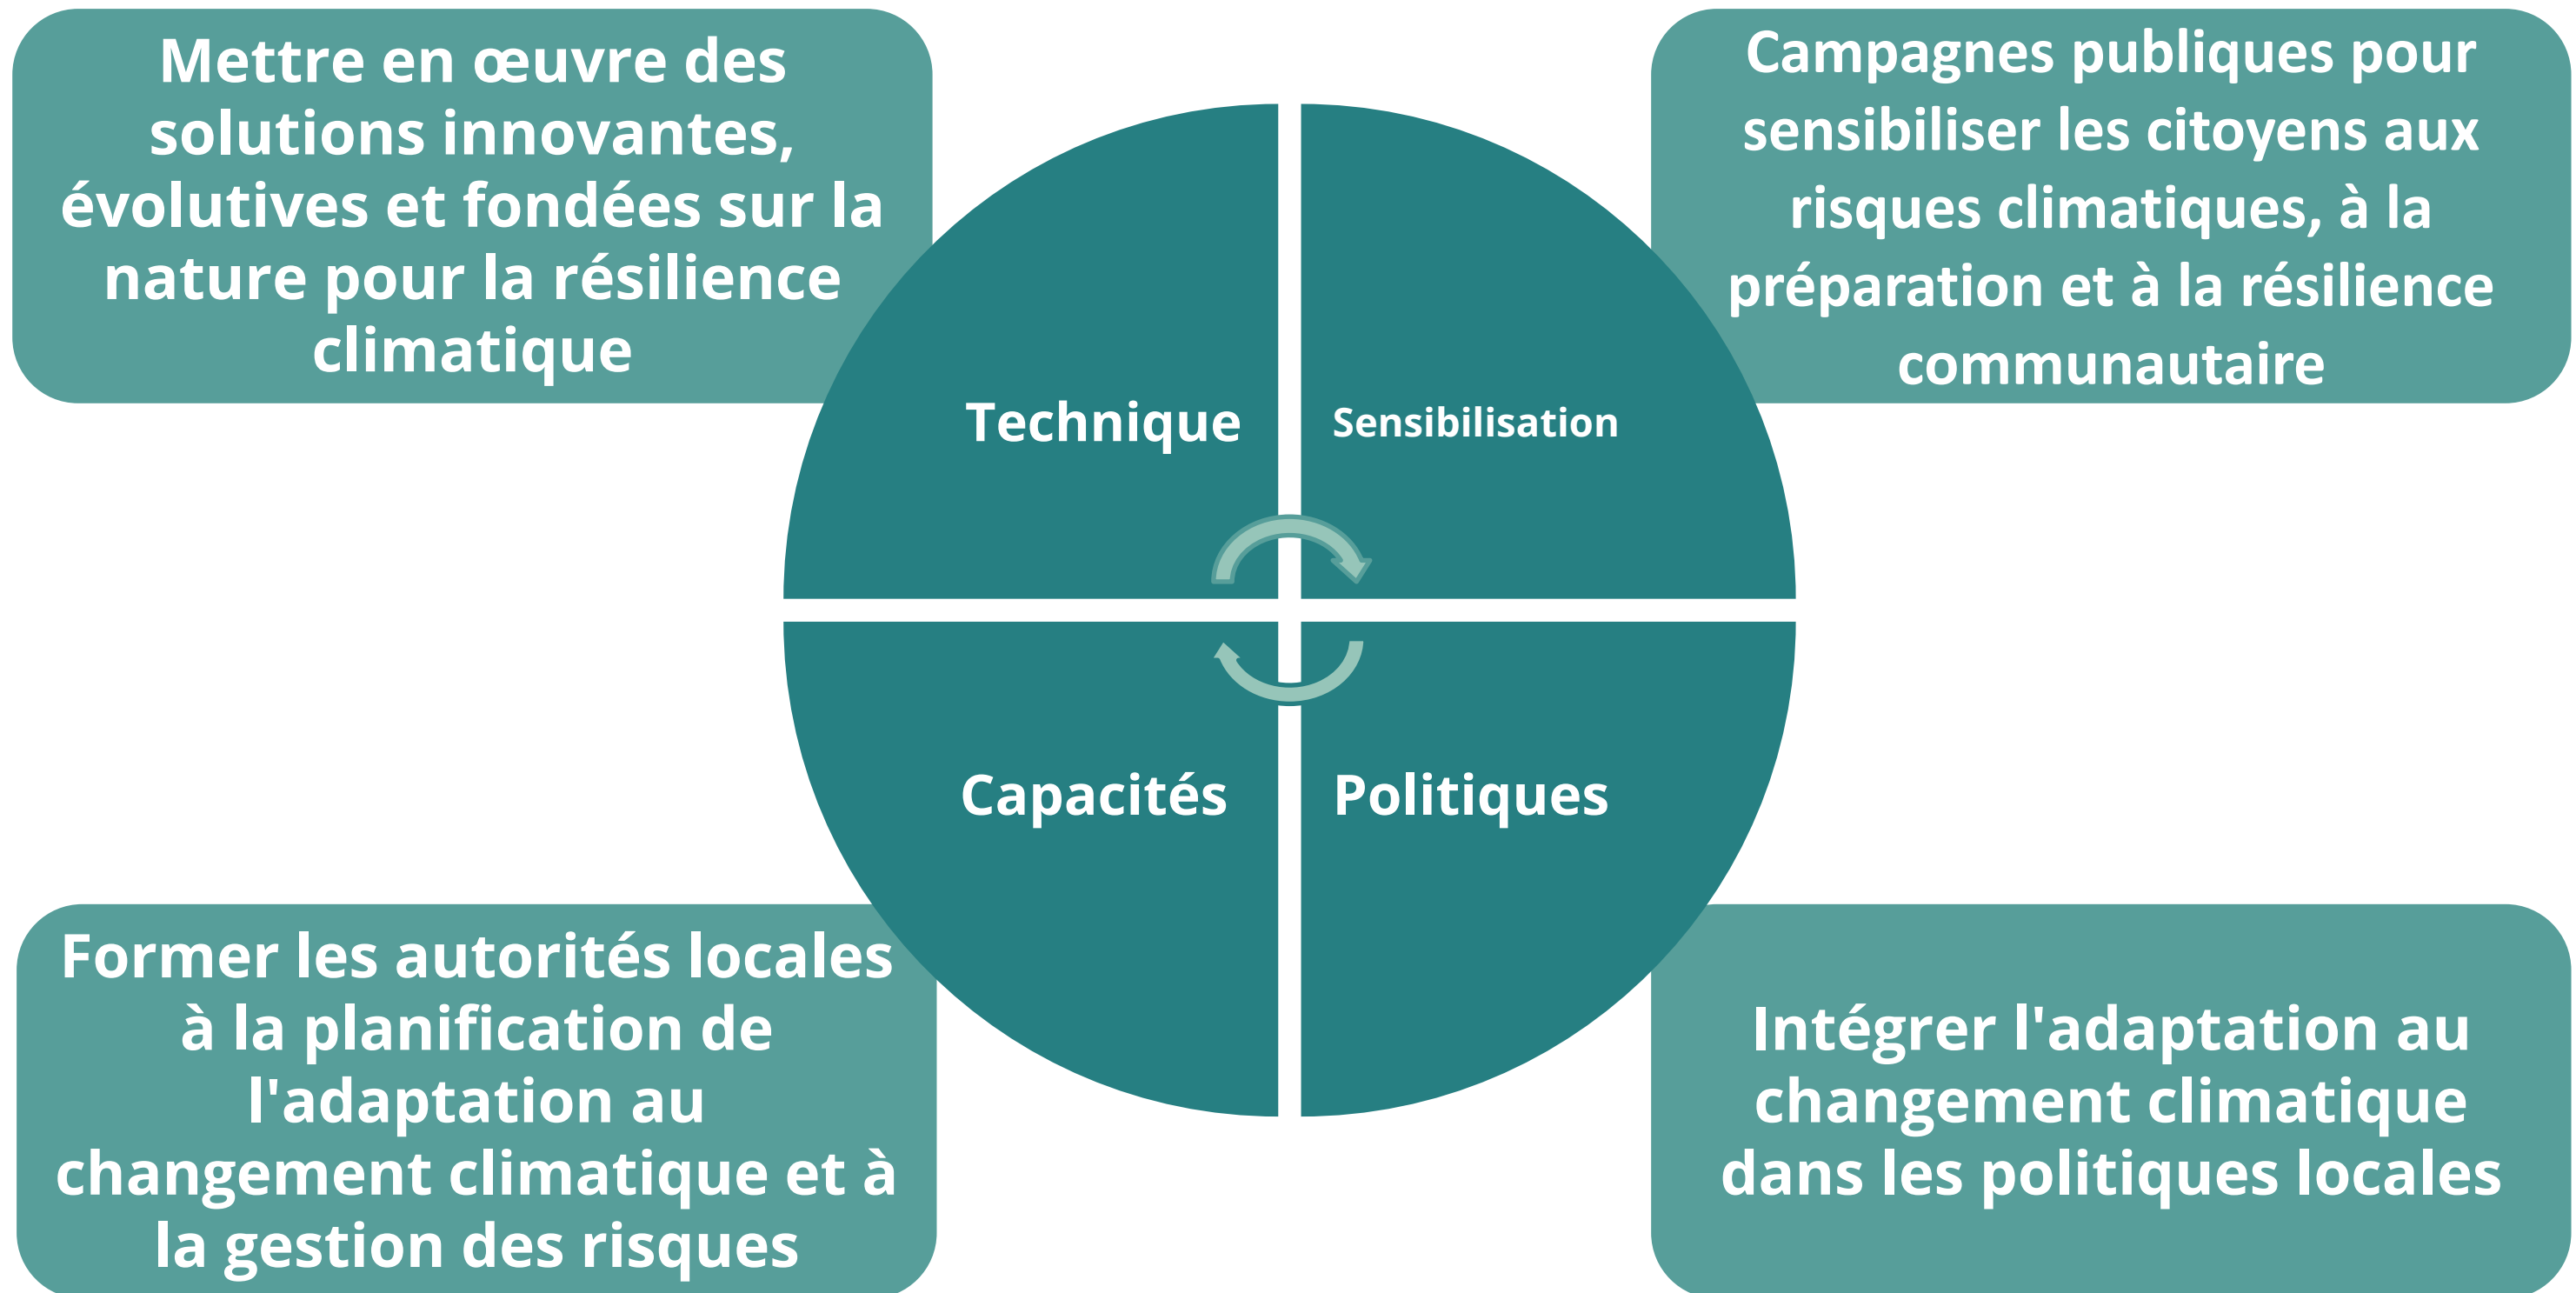 Mettre en œuvre des
solutions innovantes,
évolutives et fondées sur la
nature pour la résilience
climatique
Campagnes publiques pour
sensibiliser les citoyens aux
risques climatiques, à la
préparation et à la résilience
communautaire
Technique
Sensibilisation
Capacités
Politiques
Former les autorités locales
à la planification de
l'adaptation au
changement climatique et à
la gestion des risques
Intégrer l'adaptation au
changement climatique
dans les politiques locales